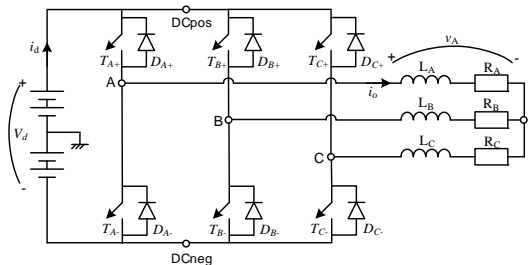 DCpos
v_A
i_d
+
-
T_A+
D_A+
T_B+
D_B+
T_C+
D_C+
L_A
R_A
A
i_o
+
V_d
-
B
L_B
R_B
C
L_C
R_C
T_A-
D_A-
T_B-
D_B-
T_C-
D_C-
DCneg